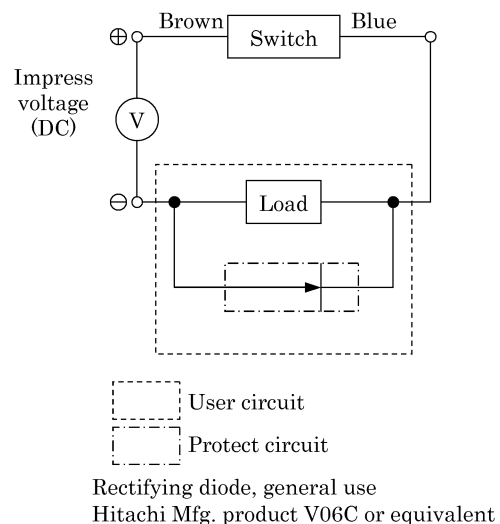 Brown
Switch
Blue
⊕
Impress
voltage
(DC)
V
⊖
Load
User circuit
Protect circuit
Rectifying diode, general use
Hitachi Mfg. product V06C or equivalent